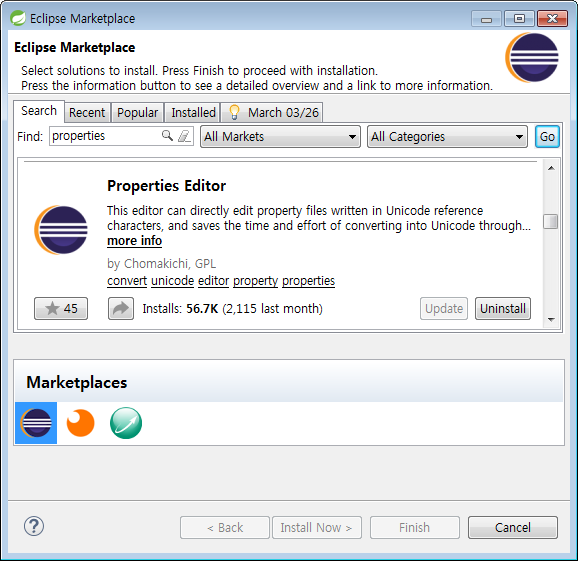 Eclipse Marketplace
Eclipse Marketplace
Select solutions to install. Press Finish to proceed with installation.
Press the information button to see a detailed overview and a link to more information.
Search Recent Popular Installed March 03/26
Find: properties All Markets All Categories Go
Properties Editor
This editor can directly edit property files written in Unicode reference
characters, and saves the time and effort of converting into Unicode through...
more info
by Chomakichi, GPL
convert unicode editor property properties
45 Installs: 56.7K (2,115 last month) Update Uninstall
Marketplaces
? < Back Install Now > Finish Cancel